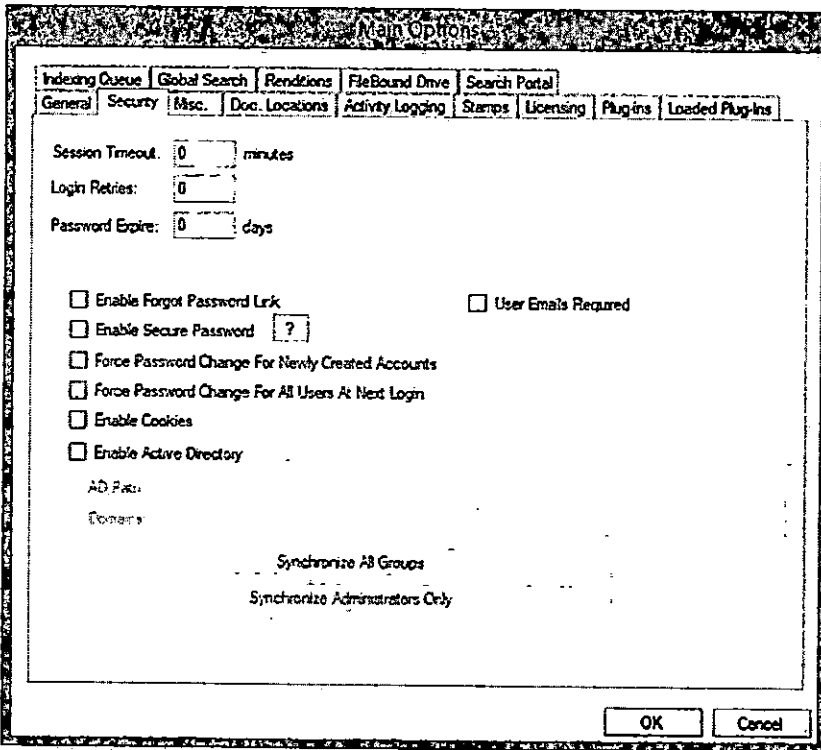 Main Options
Indexing Queue Global Search Renditions FileBound Drive Search Portal
General Security Misc. Doc. Locations Activity Logging Stamps Licensing Plug-ins Loaded Plug-Ins
Session Timeout: 0 minutes
Login Retries: 0
Password Expire: 0 days
Enable Forgot Password Link User Emails Required
Enable Secure Password ?
Force Password Change For Newly Created Accounts
Force Password Change For All Users At Next Login
Enable Cookies
Enable Active Directory
AD Path
Domains
Synchronize All Groups
Synchronize Administrators Only
OK Cancel